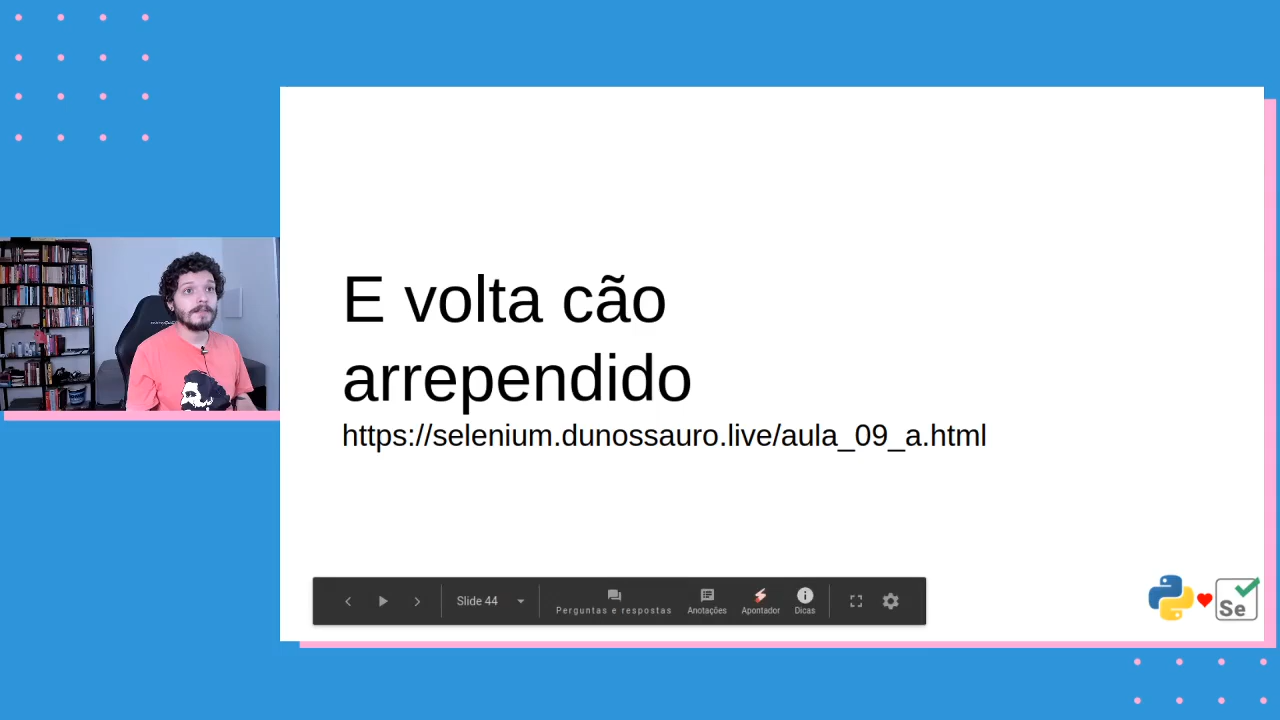 E volta cão
arrependido
https://selenium.dunossauro.live/aula_09_a.html
Slide 44
Perguntas e respostas
Anotações
Apontador
Dicas
Se